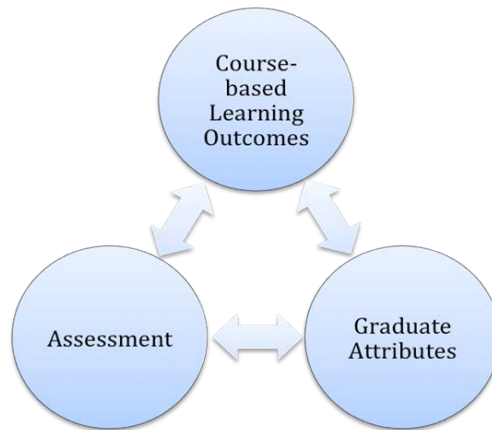 Course-
based
Learning
Outcomes
Assessment
Graduate
Attributes